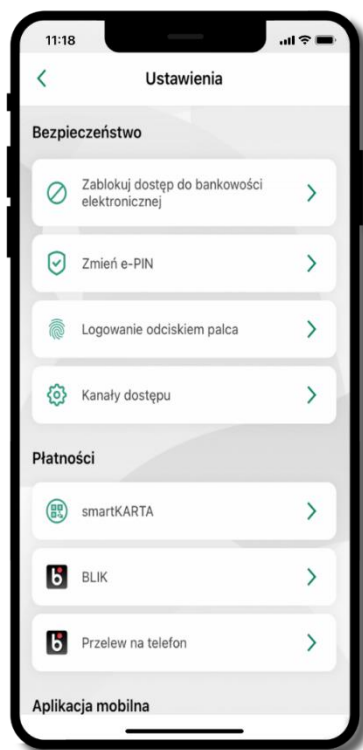 11:18
Ustawienia
Bezpieczeństwo
Zablokuj dostęp do bankowości
elektronicznej
Zmień e-PIN
Logowanie odciskiem palca
Kanały dostępu
Płatności
smartKARTA
BLIK
Przelew na telefon
Aplikacja mobilna